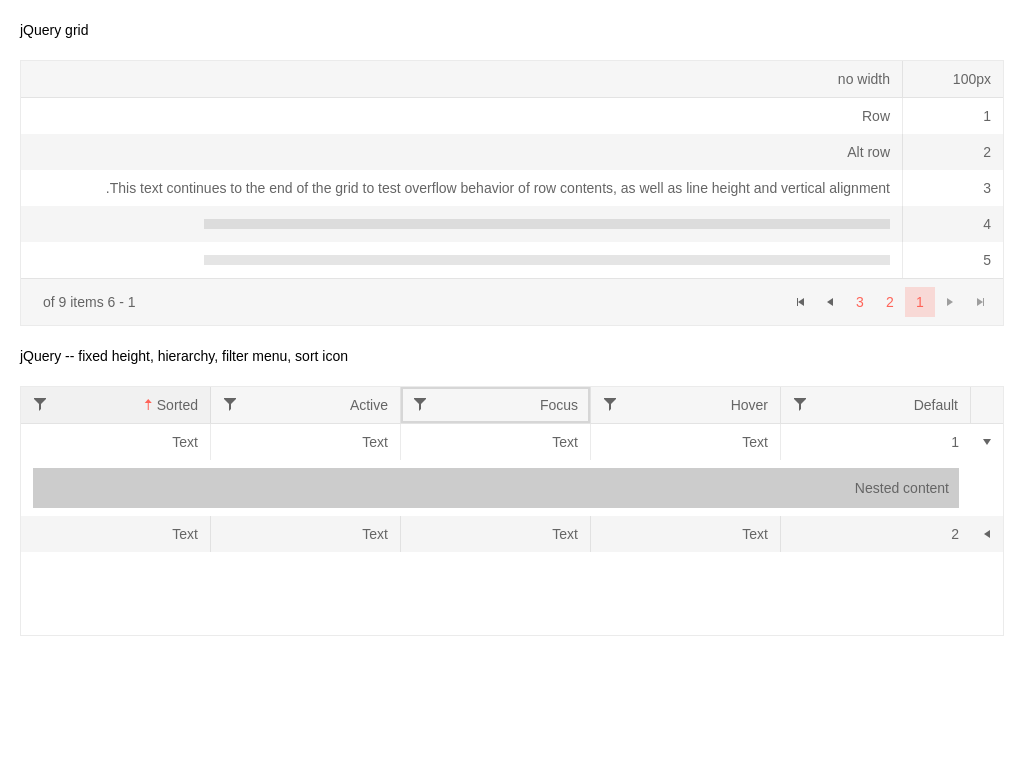 jQuery grid
no width 100px
Row 1
Alt row 2
.This text continues to the end of the grid to test overflow behavior of row contents, as well as line height and vertical alignment 3
4
5
of 9 items 6 - 1 3 2 1
jQuery -- fixed height, hierarchy, filter menu, sort icon
Sorted Active Focus Hover Default
Text Text Text Text 1
Nested content
Text Text Text Text 2